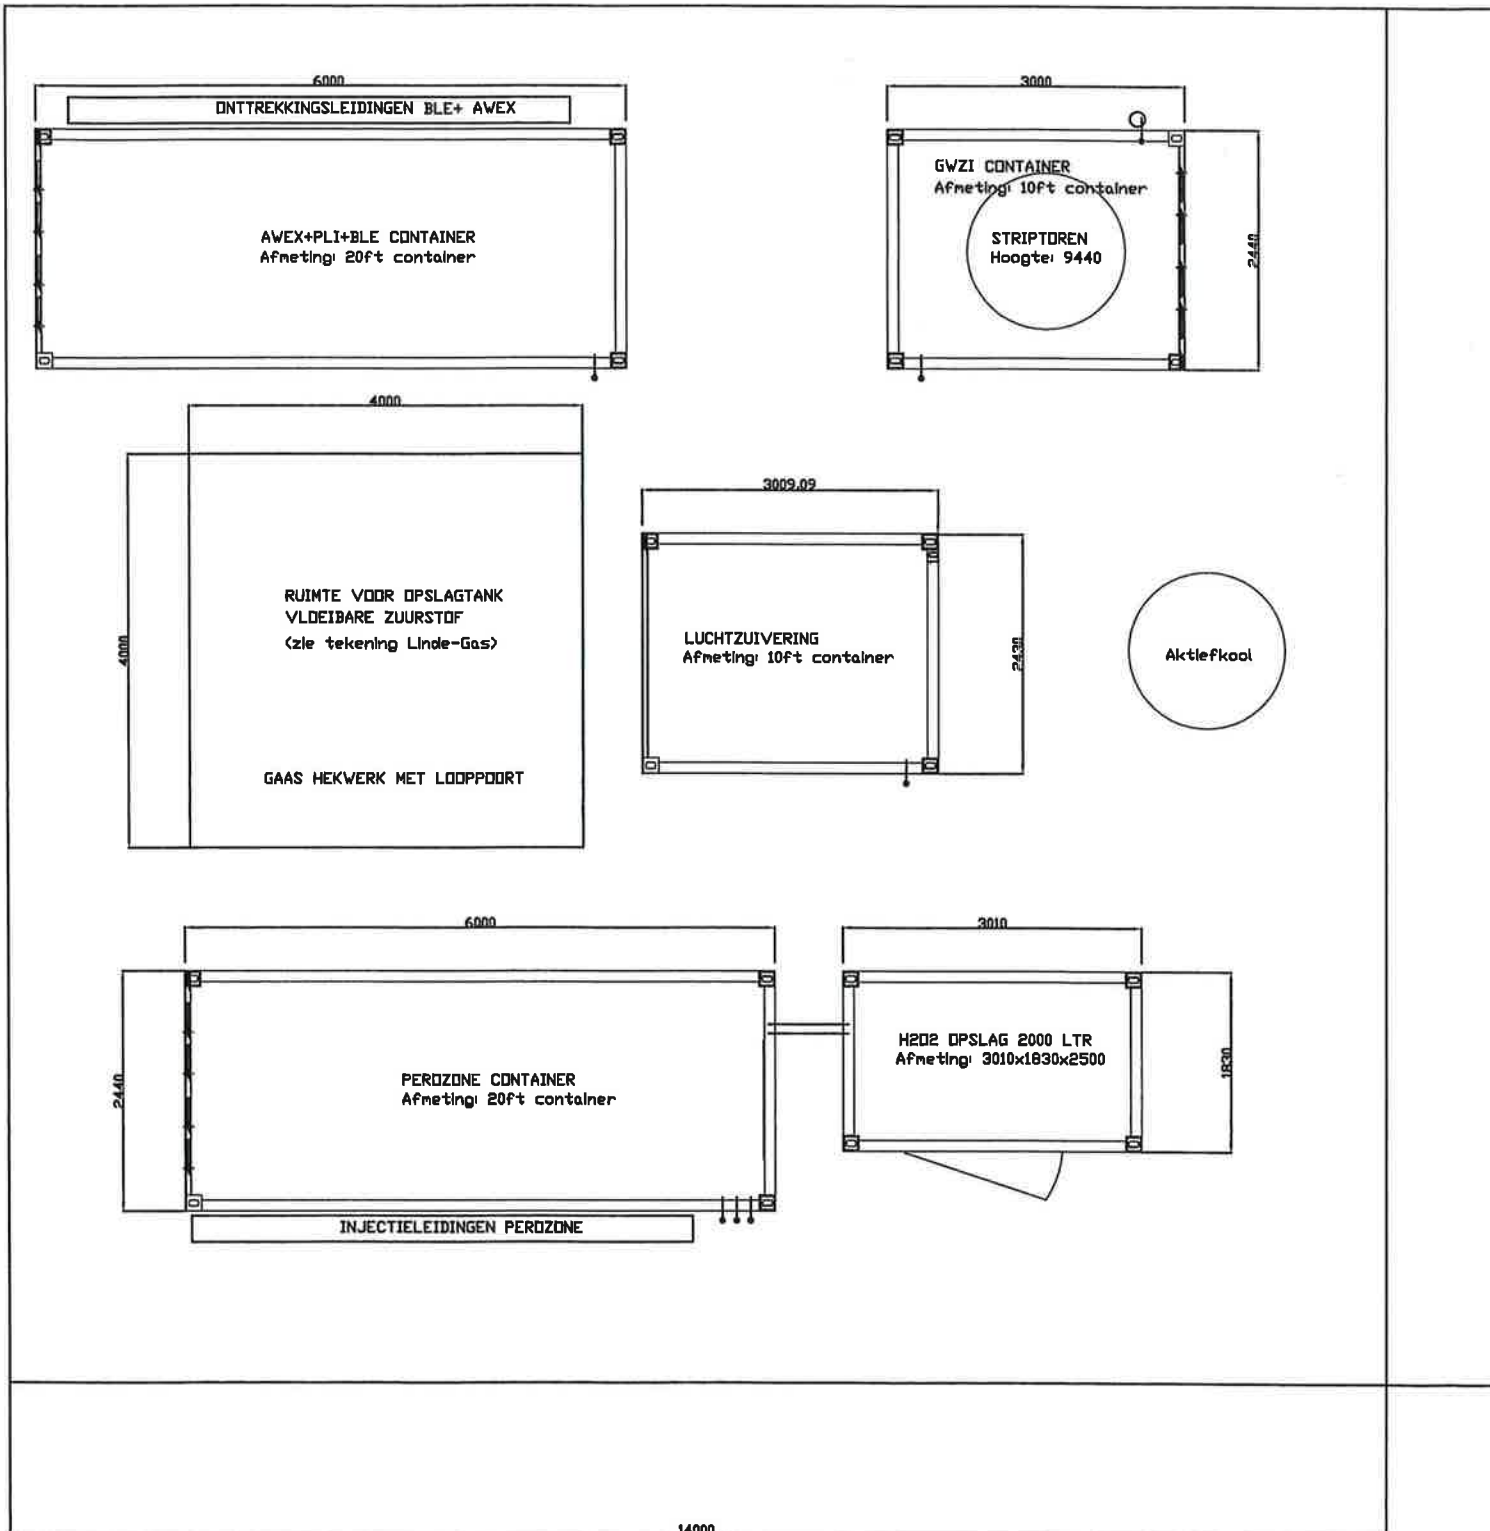 6000
ONTTREKKINGSLEIDINGEN BLE+ AWEX
AWEX+PLI+BLE CONTAINER
Afmeting: 20ft container
3000
GWZI CONTAINER
Afmeting: 10ft container
STRIPTOREN
Hoogte: 9440
2440
4000
4000
RUIMTE VOOR OPSLAGTANK
VLOEIBARE ZUURSTOF
(zie tekening Linde-Gas)
GAAS HEKWERK MET LOOPPOORT
3009.09
LUCHTZUIVERING
Afmeting: 10ft container
2430
Aktiefkool
6000
2440
PEROZONE CONTAINER
Afmeting: 20ft container
INJECTIELEIDINGEN PEROZONE
3010
H2O2 OPSLAG 2000 LTR
Afmeting: 3010x1830x2500
1830
14000